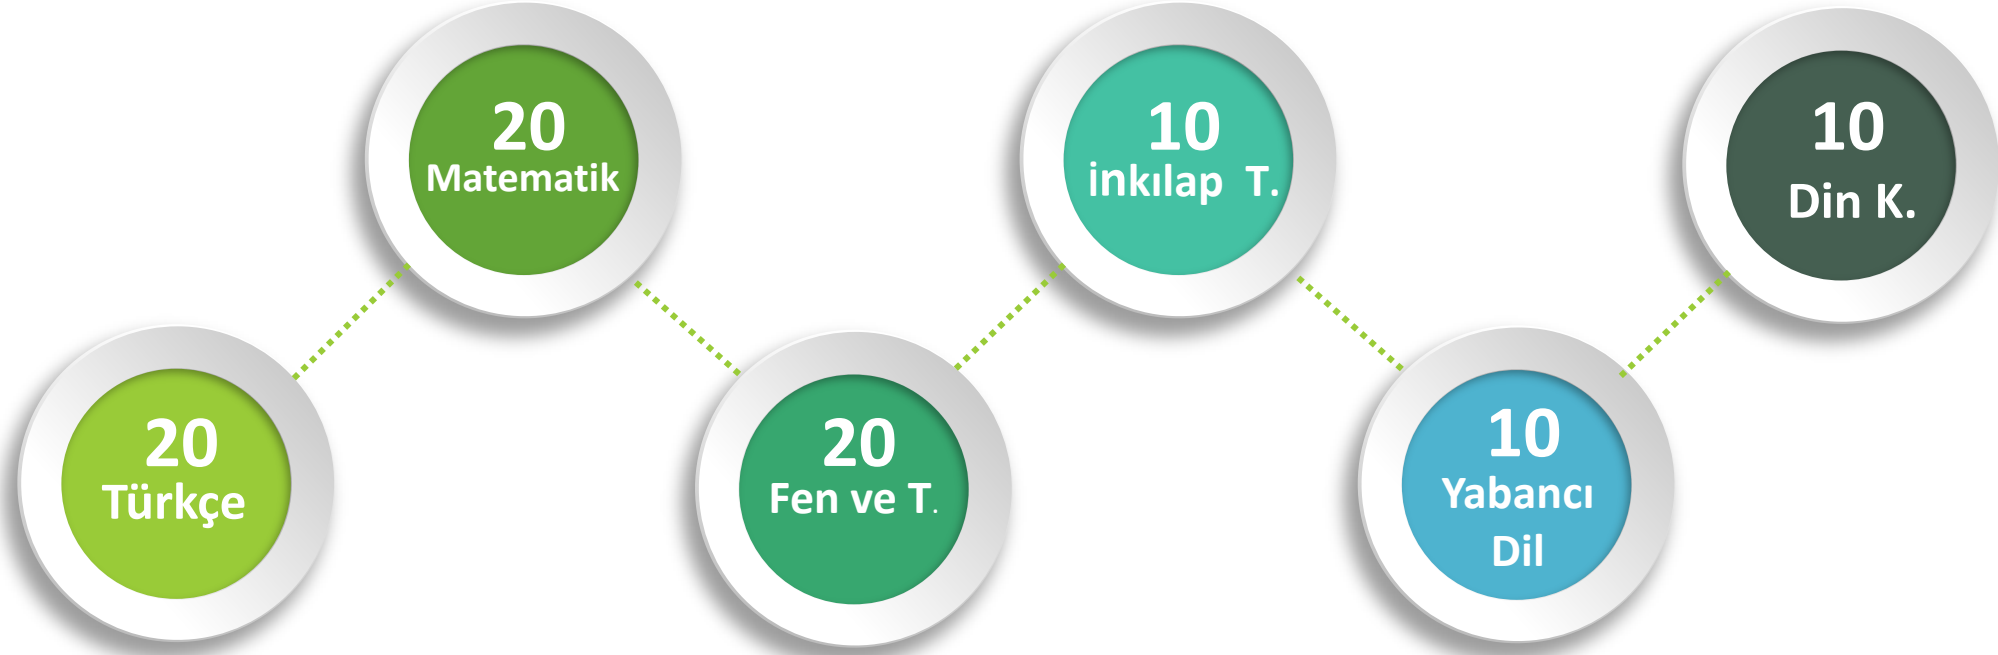 20
Türkçe
20
Matematik
20
Fen ve T.
10
inkılap T.
10
Yabancı
Dil
10
Din K.